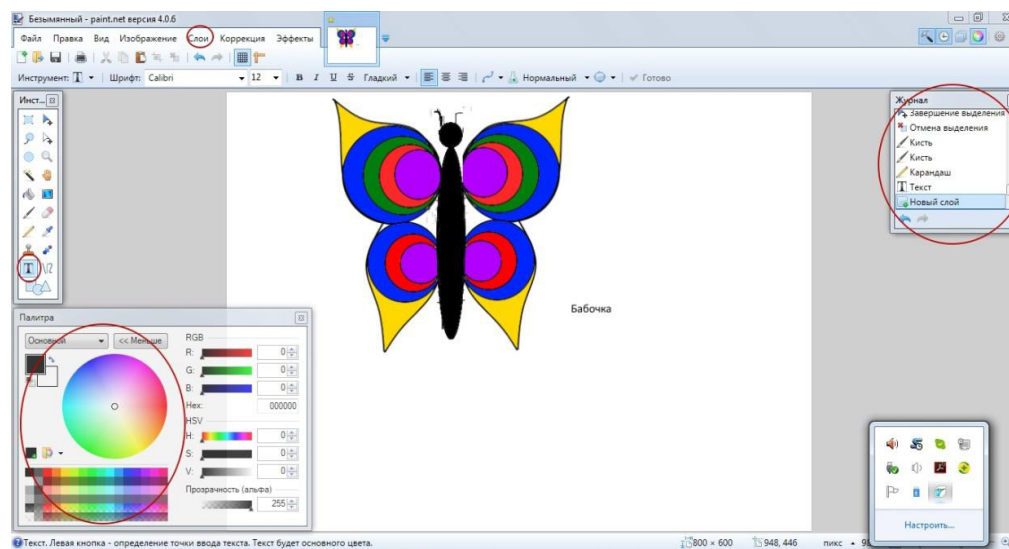 Безымянный - paint.net версия 4.0.6
Файл Правка Вид Изображение Слои Коррекция Эффекты
Инструмент: T Шрифт: Calibri 12 B I U S Гладкий Нормальный Готово
Инст...
T
Журнал
Завершение выделения
Отмена выделения
Кисть
Кисть
Карандаш
Текст
Новый слой
Бабочка
Палитра
Основной << Меньше
RGB
R: 0
G: 0
B: 0
Hex: 000000
HSV
H: 0
S: 0
V: 0
Прозрачность (альфа)
255
Настроить...
Текст. Левая кнопка - определение точки ввода текста. Текст будет основного цвета. 800 × 600 948, 446 пикс